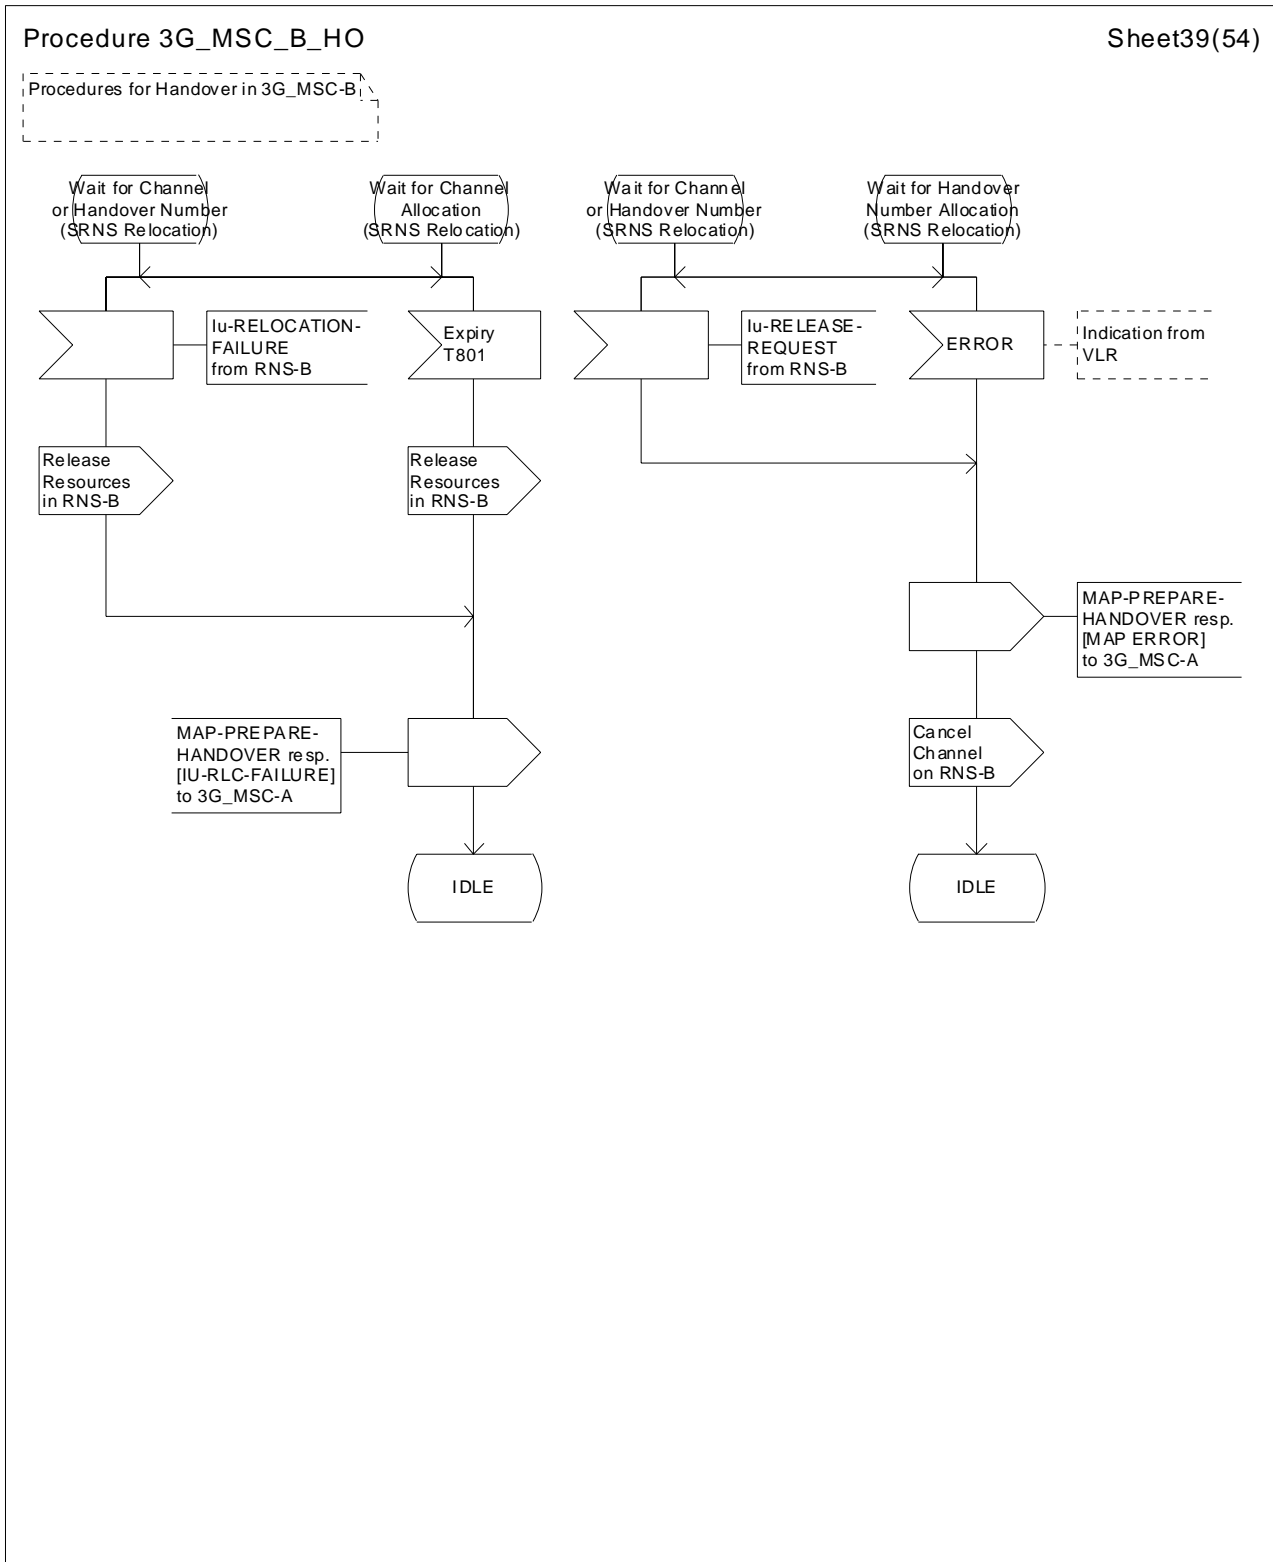 Procedure 3G_MSC_B_HO
Sheet39(54)
Procedures for Handover in 3G_MSC-B
Wait for Channel
or Handover Number
(SRNS Relocation)
Wait for Channel
Allocation
(SRNS Relocation)
Wait for Channel
or Handover Number
(SRNS Relocation)
Wait for Handover
Number Allocation
(SRNS Relocation)
Iu-RELOCATION-
FAILURE
from RNS-B
Expiry
T801
Iu-RELEASE-
REQUEST
from RNS-B
ERROR
Indication from
VLR
Release
Resources
in RNS-B
Release
Resources
in RNS-B
MAP-PREPARE-
HANDOVER resp.
[MAP ERROR]
to 3G_MSC-A
MAP-PREPARE-
HANDOVER resp.
[IU-RLC-FAILURE]
to 3G_MSC-A
Cancel
Channel
on RNS-B
IDLE
IDLE